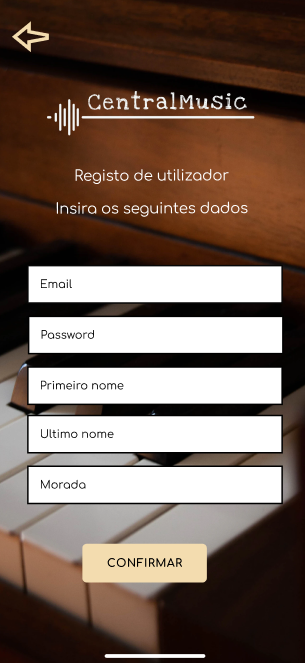 CentralMusic
Registo de utilizador
Insira os seguintes dados
Email
Password
Primeiro nome
Ultimo nome
Morada
CONFIRMAR